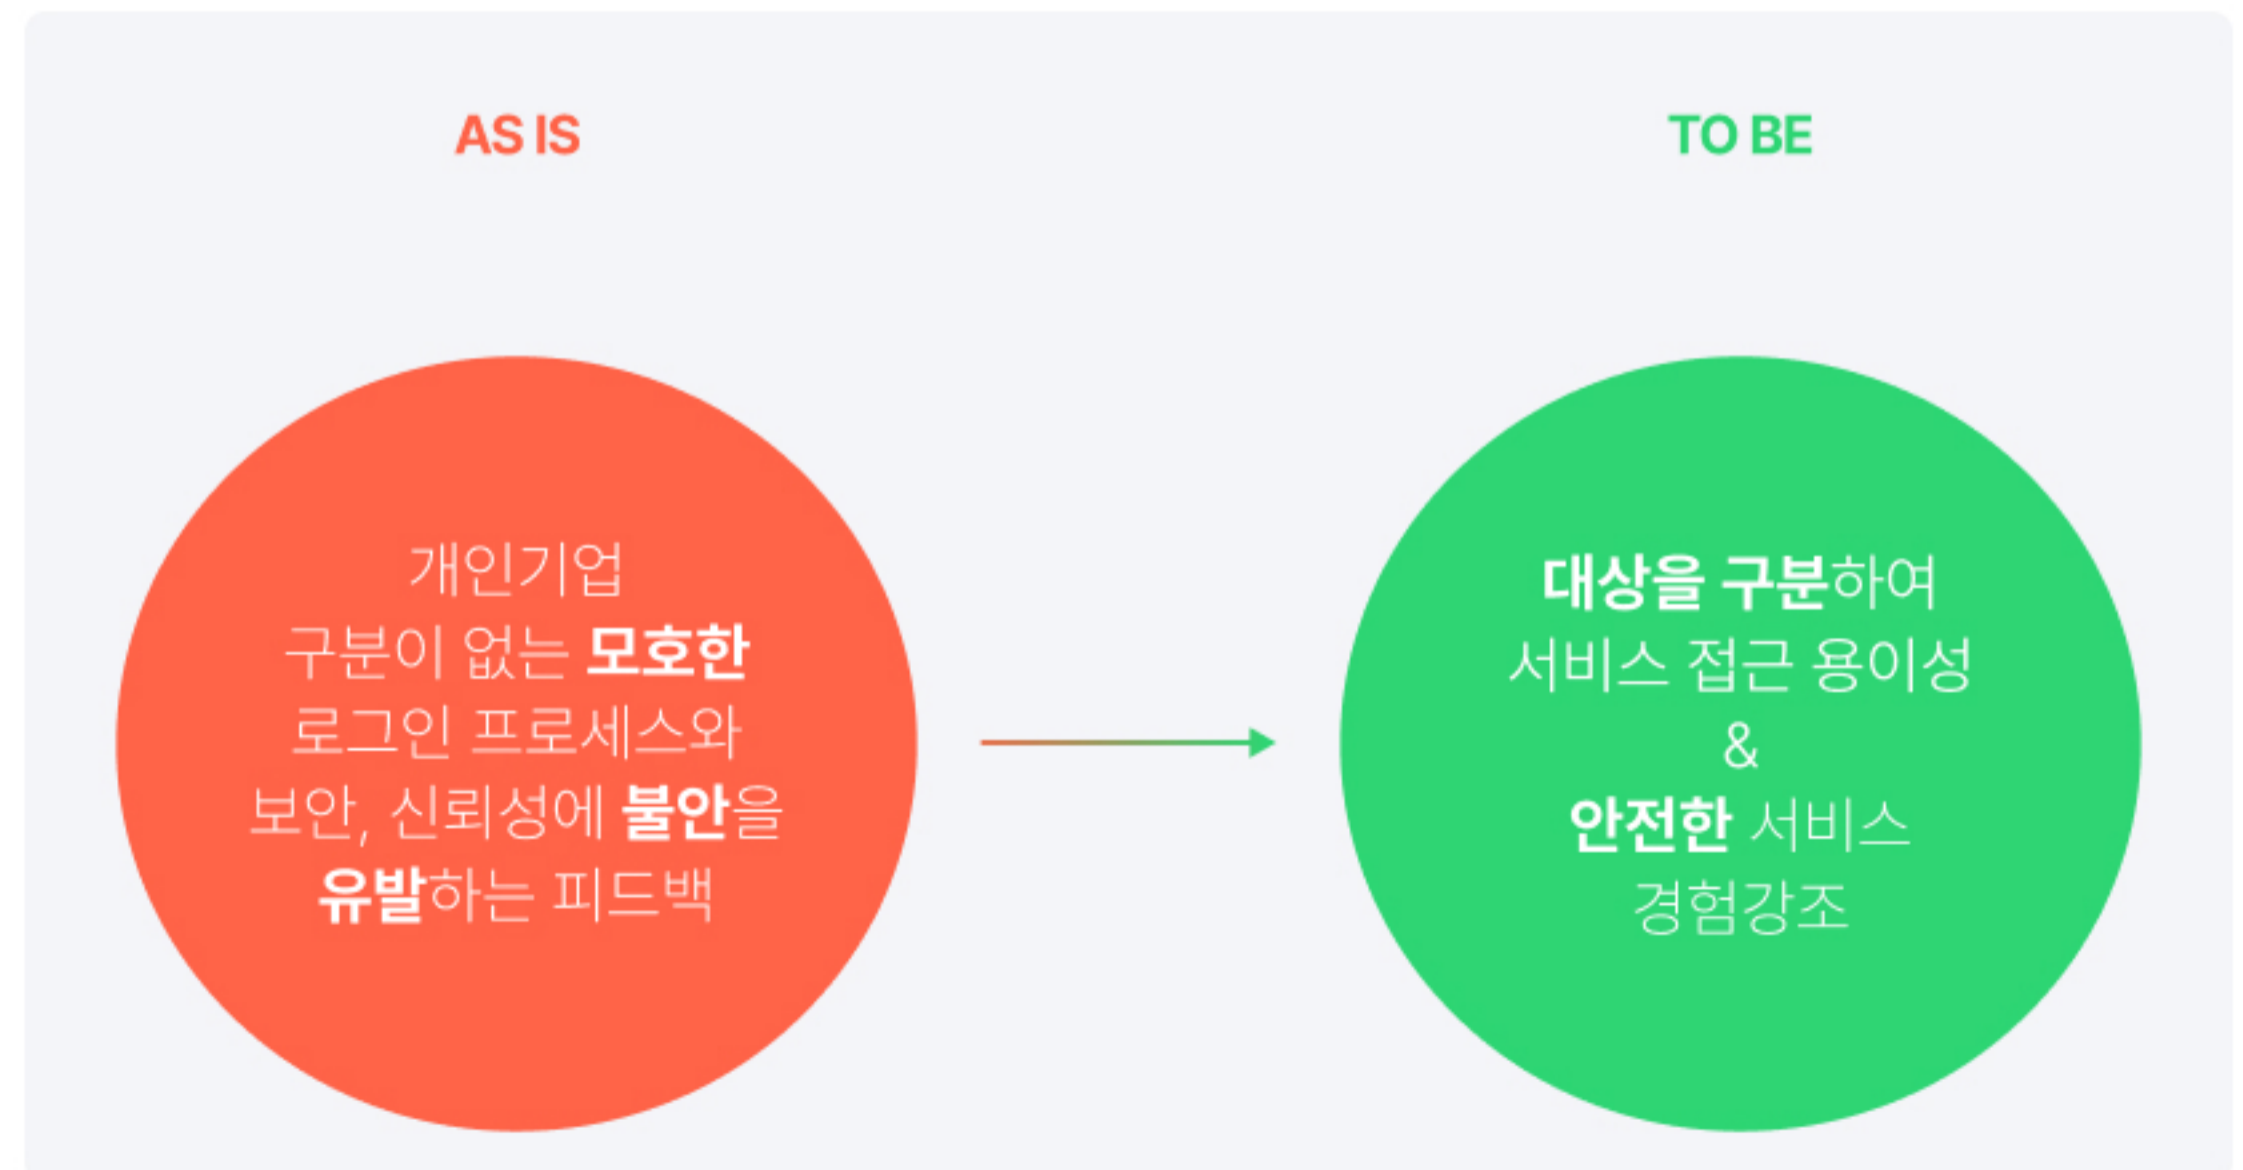 AS IS
TO BE
개인기업
구분이 없는 모호한
로그인 프로세스와
보안, 신뢰성에 불안을
유발하는 피드백
대상을 구분하여
서비스 접근 용이성
&
안전한 서비스
경험강조